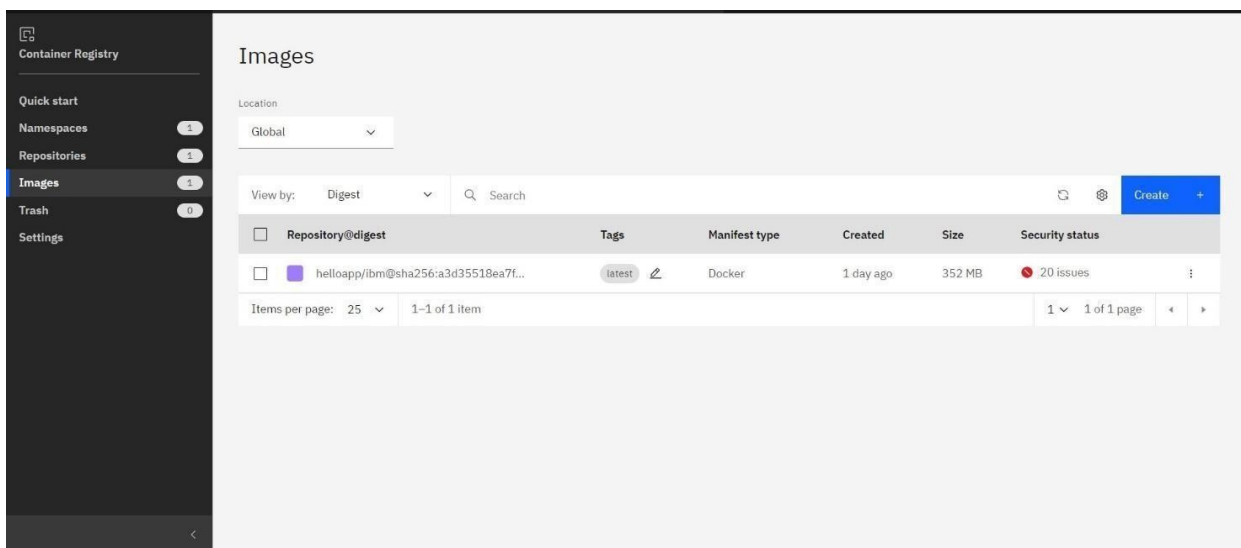 Container Registry
Quick start
Namespaces 1
Repositories 1
Images 1
Trash 0
Settings
Images
Location
Global
View by: Digest Search Create +
Repository@digest Tags Manifest type Created Size Security status
helloapp/ibm@sha256:a3d35518ea7f... latest Docker 1 day ago 352 MB 20 issues
Items per page: 25 1–1 of 1 item 1 1 of 1 page